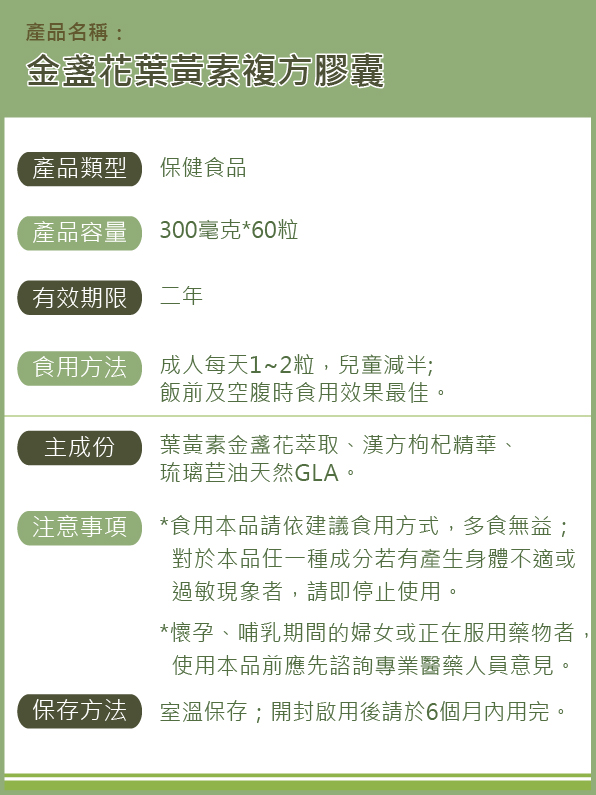 產品名稱：
金盞花葉黃素複方膠囊
產品類型 保健食品
產品容量 300毫克*60粒
有效期限 二年
食用方法 成人每天1~2粒，兒童減半;
飯前及空腹時食用效果最佳。
主成份 葉黃素金盞花萃取、漢方枸杞精華、
琉璃苣油天然GLA。
注意事項 *食用本品請依建議食用方式，多食無益；
對於本品任一種成分若有產生身體不適或
過敏現象者，請即停止使用。
*懷孕、哺乳期間的婦女或正在服用藥物者，
使用本品前應先諮詢專業醫藥人員意見。
保存方法 室溫保存；開封啟用後請於6個月內用完。